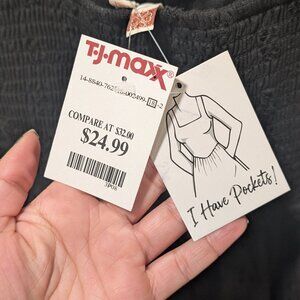 T·J·maxx®
COMPARE AT $32.00
$24.99
I Have Pockets!